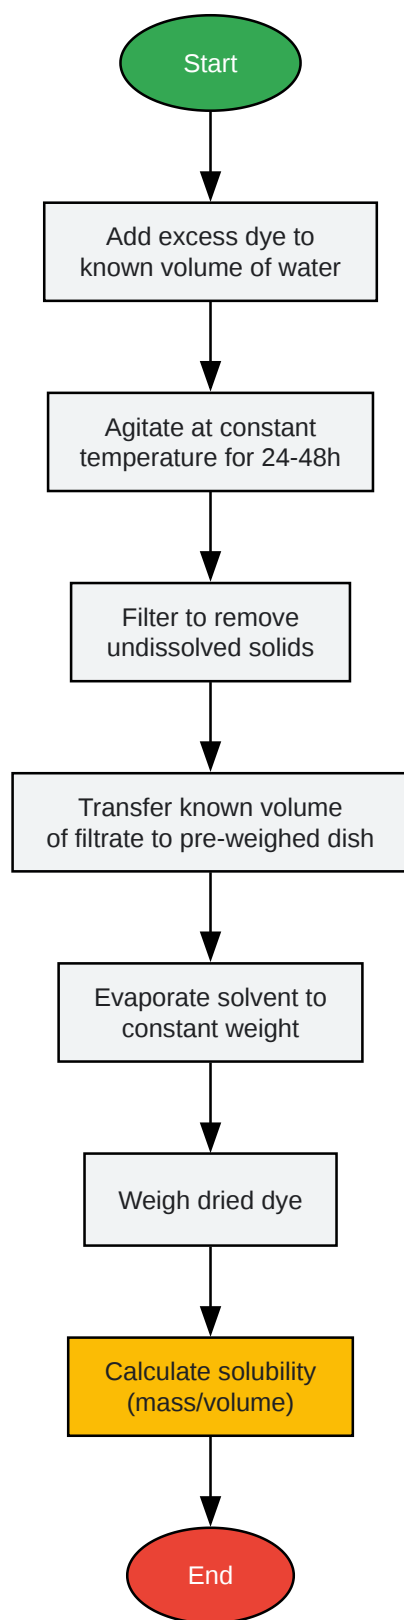 Start
Add excess dye to
known volume of water
Agitate at constant
temperature for 24-48h
Filter to remove
undissolved solids
Transfer known volume
of filtrate to pre-weighed dish
Evaporate solvent to
constant weight
Weigh dried dye
Calculate solubility
(mass/volume)
End